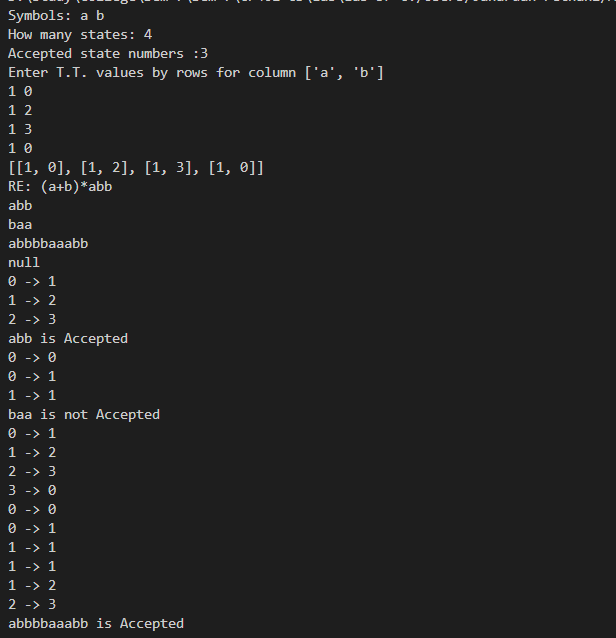 Symbols: a b
How many states: 4
Accepted state numbers :3
Enter T.T. values by rows for column ['a', 'b']
1 0
1 2
1 3
1 0
[[1, 0], [1, 2], [1, 3], [1, 0]]
RE: (a+b)*abb
abb
baa
abbbbaaabb
null
0 -> 1
1 -> 2
2 -> 3
abb is Accepted
0 -> 0
0 -> 1
1 -> 1
baa is not Accepted
0 -> 1
1 -> 2
2 -> 3
3 -> 0
0 -> 0
0 -> 1
1 -> 1
1 -> 1
1 -> 2
2 -> 3
abbbbaaabb is Accepted